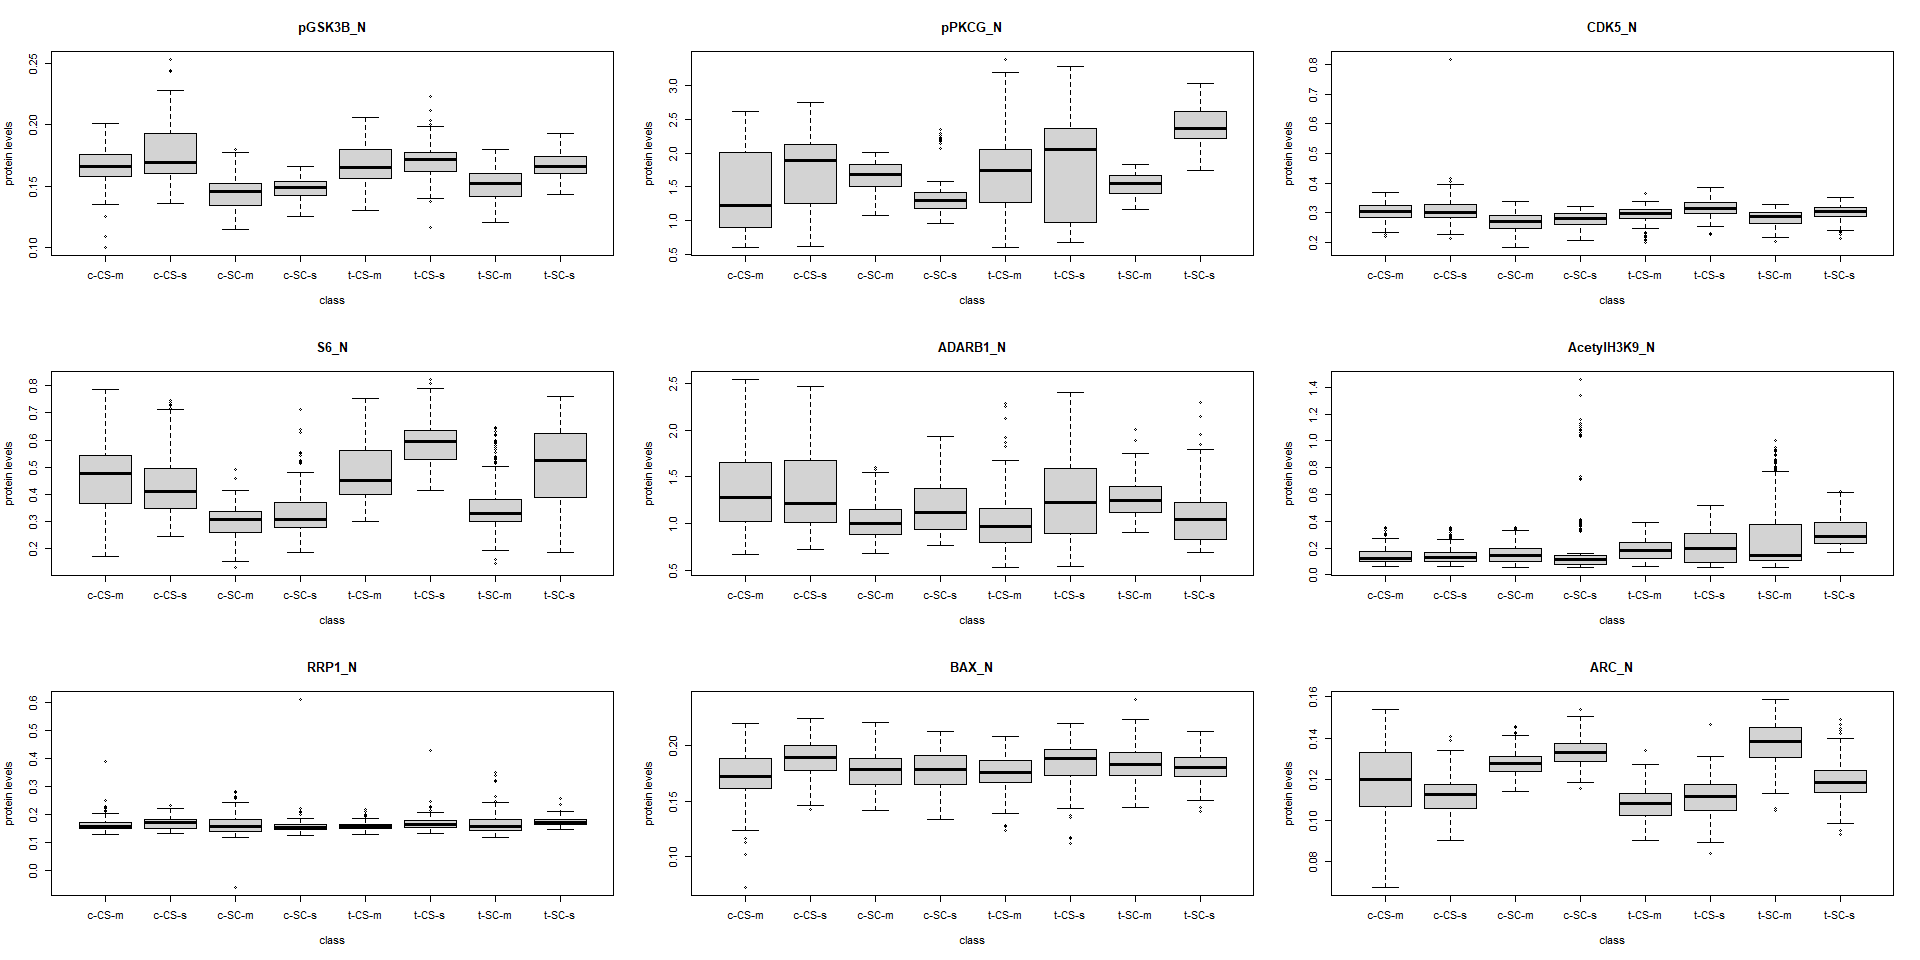 pGSK3B_N
protein levels
0.10 0.15 0.20 0.25
c-CS-m c-CS-s c-SC-m c-SC-s t-CS-m t-CS-s t-SC-m t-SC-s
class
pPKCG_N
protein levels
0.5 1.0 1.5 2.0 2.5 3.0
c-CS-m c-CS-s c-SC-m c-SC-s t-CS-m t-CS-s t-SC-m t-SC-s
class
CDK5_N
protein levels
0.2 0.3 0.4 0.5 0.6 0.7 0.8
c-CS-m c-CS-s c-SC-m c-SC-s t-CS-m t-CS-s t-SC-m t-SC-s
class
S6_N
protein levels
0.2 0.3 0.4 0.5 0.6 0.7 0.8
c-CS-m c-CS-s c-SC-m c-SC-s t-CS-m t-CS-s t-SC-m t-SC-s
class
ADARB1_N
protein levels
0.5 1.0 1.5 2.0 2.5
c-CS-m c-CS-s c-SC-m c-SC-s t-CS-m t-CS-s t-SC-m t-SC-s
class
AcetylH3K9_N
protein levels
0.0 0.2 0.4 0.6 0.8 1.0 1.2 1.4
c-CS-m c-CS-s c-SC-m c-SC-s t-CS-m t-CS-s t-SC-m t-SC-s
class
RRP1_N
protein levels
0.0 0.1 0.2 0.3 0.4 0.5 0.6
c-CS-m c-CS-s c-SC-m c-SC-s t-CS-m t-CS-s t-SC-m t-SC-s
class
BAX_N
protein levels
0.10 0.15 0.20
c-CS-m c-CS-s c-SC-m c-SC-s t-CS-m t-CS-s t-SC-m t-SC-s
class
ARC_N
protein levels
0.08 0.10 0.12 0.14 0.16
c-CS-m c-CS-s c-SC-m c-SC-s t-CS-m t-CS-s t-SC-m t-SC-s
class